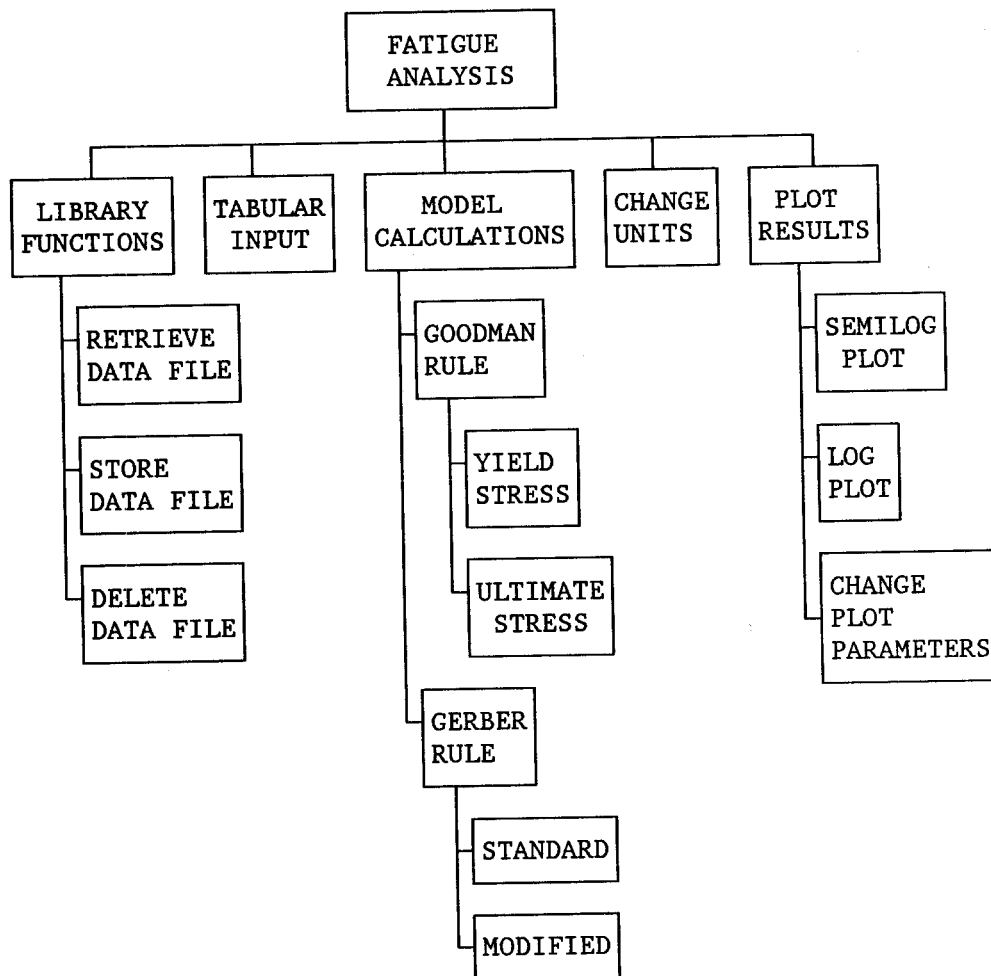 FATIGUE
ANALYSIS
LIBRARY
FUNCTIONS
TABULAR
INPUT
MODEL
CALCULATIONS
CHANGE
UNITS
PLOT
RESULTS
RETRIEVE
DATA FILE
STORE
DATA FILE
DELETE
DATA FILE
GOODMAN
RULE
YIELD
STRESS
ULTIMATE
STRESS
GERBER
RULE
STANDARD
MODIFIED
SEMILOG
PLOT
LOG
PLOT
CHANGE
PLOT
PARAMETERS